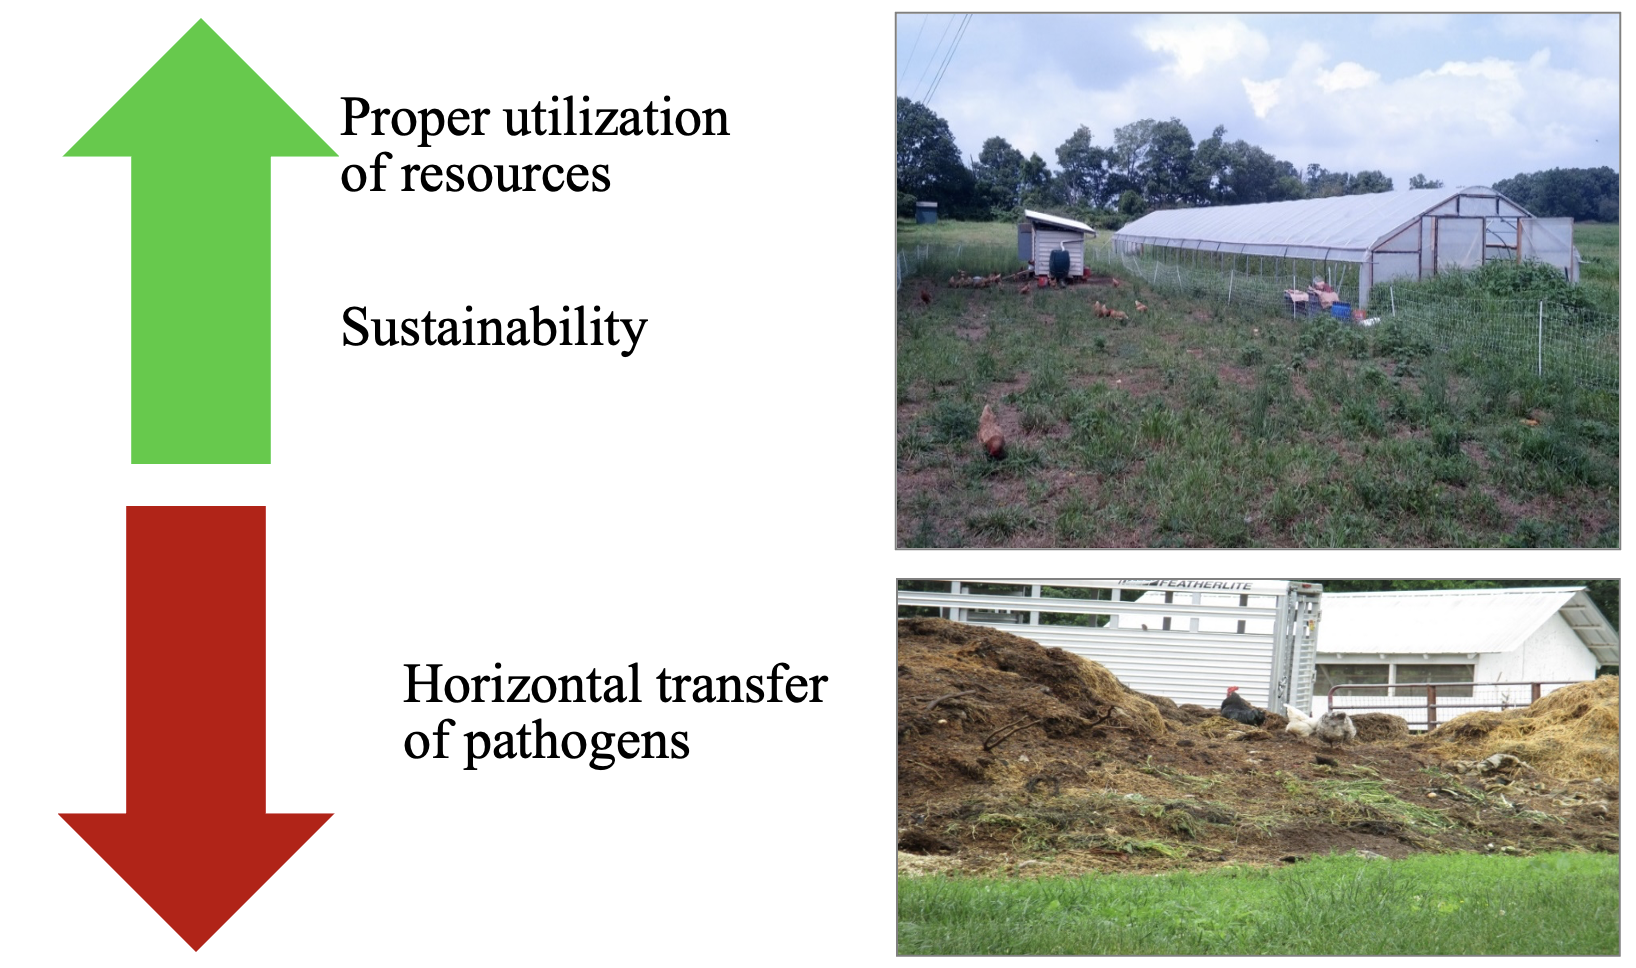 Proper utilization
of resources
Sustainability
FEATHERLITE
Horizontal transfer
of pathogens